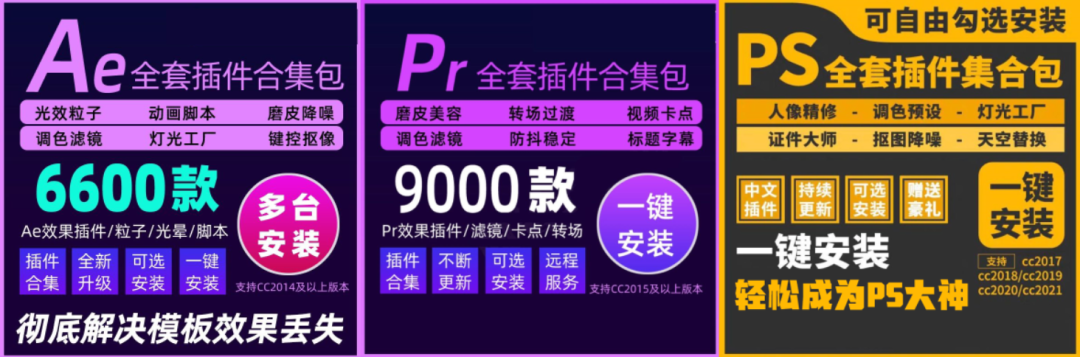 Ae全套插件合集包
光效粒子 动画脚本 磨皮降噪
调色滤镜 灯光工厂 键控抠像
6600款
多台
安装
Ae效果插件/粒子/光晕/脚本
插件 全新 可选 一键
合集 升级 安装 安装
支持CC2014及以上版本
彻底解决模板效果丢失
Pr全套插件合集包
磨皮美容 转场过渡 视频卡点
调色滤镜 防抖稳定 标题字幕
9000款
一键
安装
Pr效果插件/滤镜/卡点/转场
插件 不断 可选 远程
合集 更新 安装 服务
支持CC2015及以上版本
可自由勾选安装
PS全套插件集合包
人像精修 - 调色预设 - 灯光工厂
证件大师 - 抠图降噪 - 天空替换
中文 持续 可选 赠送
插件 更新 安装 豪礼
一键
安装
一键安装
支持 cc2017
cc2018/cc2019
cc2020/cc2021
轻松成为PS大神